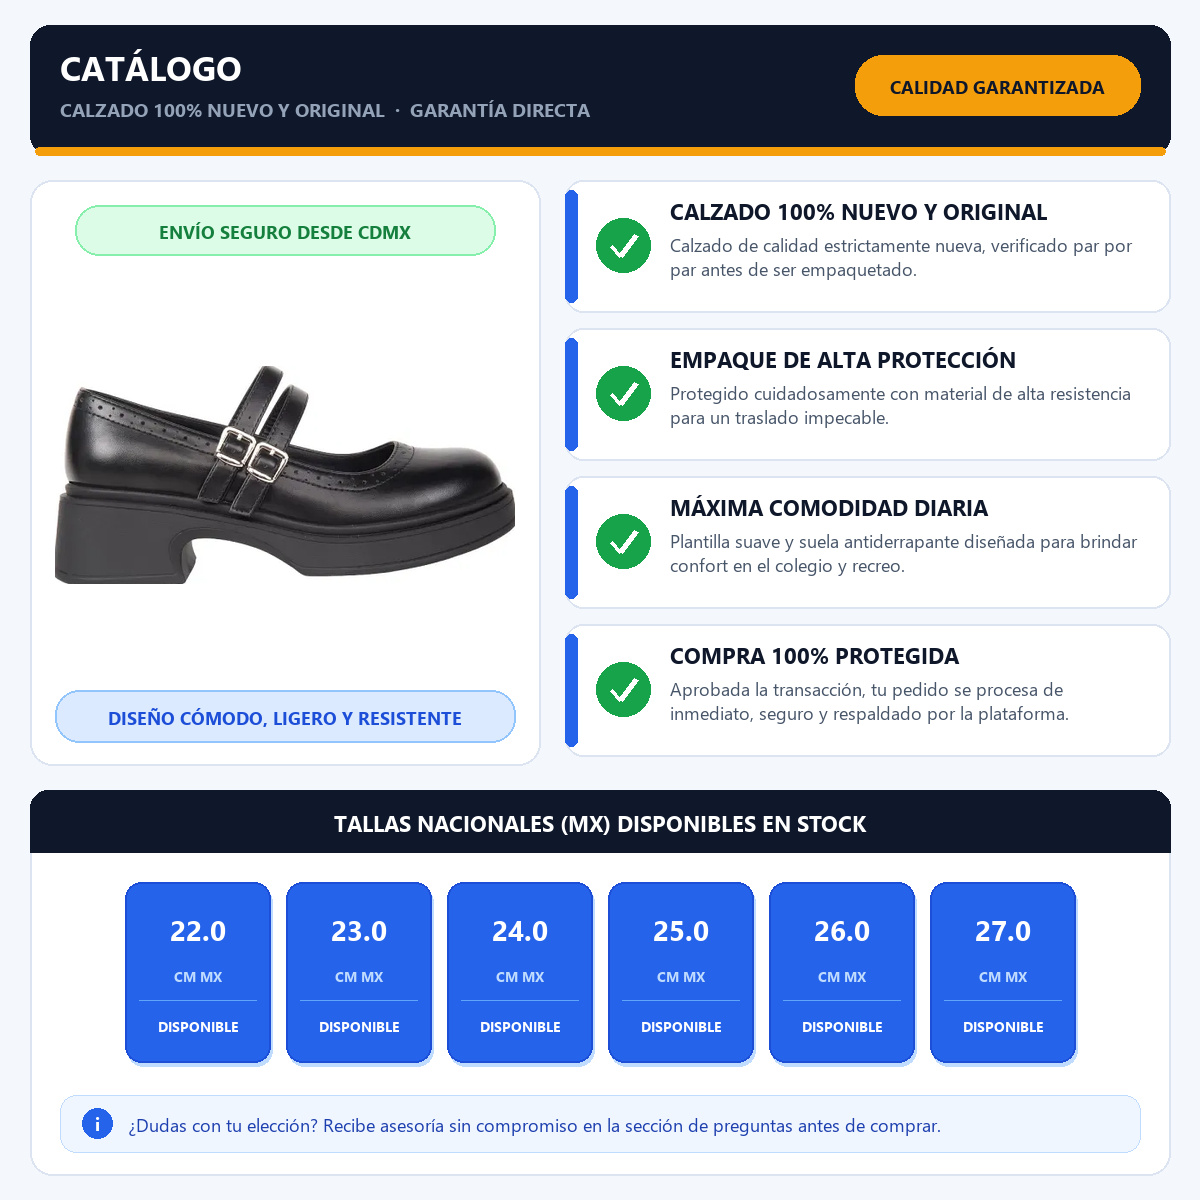 CATÁLOGO
CALZADO 100% NUEVO Y ORIGINAL · GARANTÍA DIRECTA
CALIDAD GARANTIZADA
ENVÍO SEGURO DESDE CDMX
DISEÑO CÓMODO, LIGERO Y RESISTENTE
CALZADO 100% NUEVO Y ORIGINAL
Calzado de calidad estrictamente nueva, verificado par por
par antes de ser empaquetado.
EMPAQUE DE ALTA PROTECCIÓN
Protegido cuidadosamente con material de alta resistencia
para un traslado impecable.
MÁXIMA COMODIDAD DIARIA
Plantilla suave y suela antiderrapante diseñada para brindar
confort en el colegio y recreo.
COMPRA 100% PROTEGIDA
Aprobada la transacción, tu pedido se procesa de
inmediato, seguro y respaldado por la plataforma.
TALLAS NACIONALES (MX) DISPONIBLES EN STOCK
22.0
CM MX
DISPONIBLE
23.0
CM MX
DISPONIBLE
24.0
CM MX
DISPONIBLE
25.0
CM MX
DISPONIBLE
26.0
CM MX
DISPONIBLE
27.0
CM MX
DISPONIBLE
i
¿Dudas con tu elección? Recibe asesoría sin compromiso en la sección de preguntas antes de comprar.